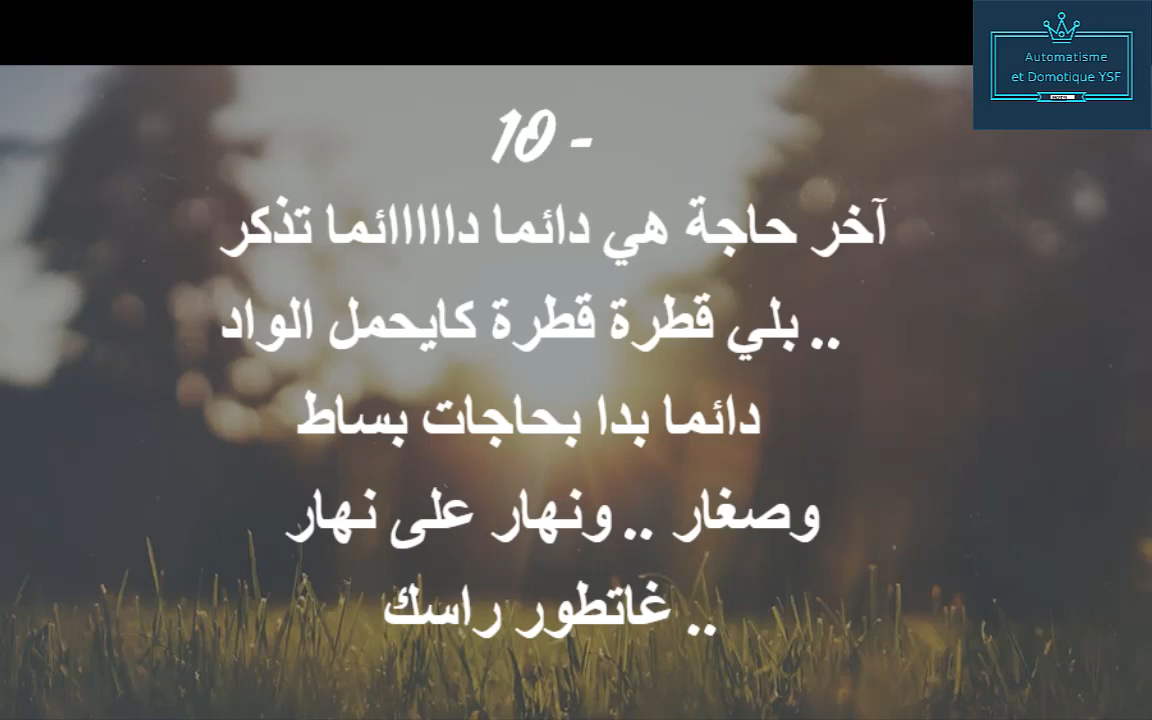 Automatisme
et Domotique YSF
10 -
آخر حاجة هي دائما دااااائما تذكر
.. بلي قطرة قطرة كايحمل الواد
دائما بدا بحاجات بساط
وصغار .. ونهار على نهار
.. غاتطور راسك